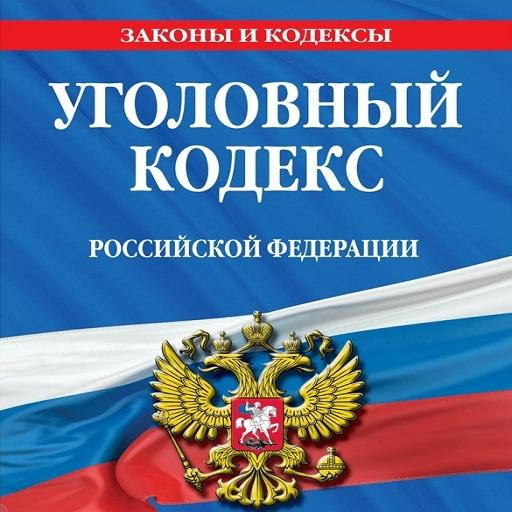 ЗАКОНЫ И КОДЕКСЫ
УГОЛОВНЫЙ
КОДЕКС
РОССИЙСКОЙ ФЕДЕРАЦИИ